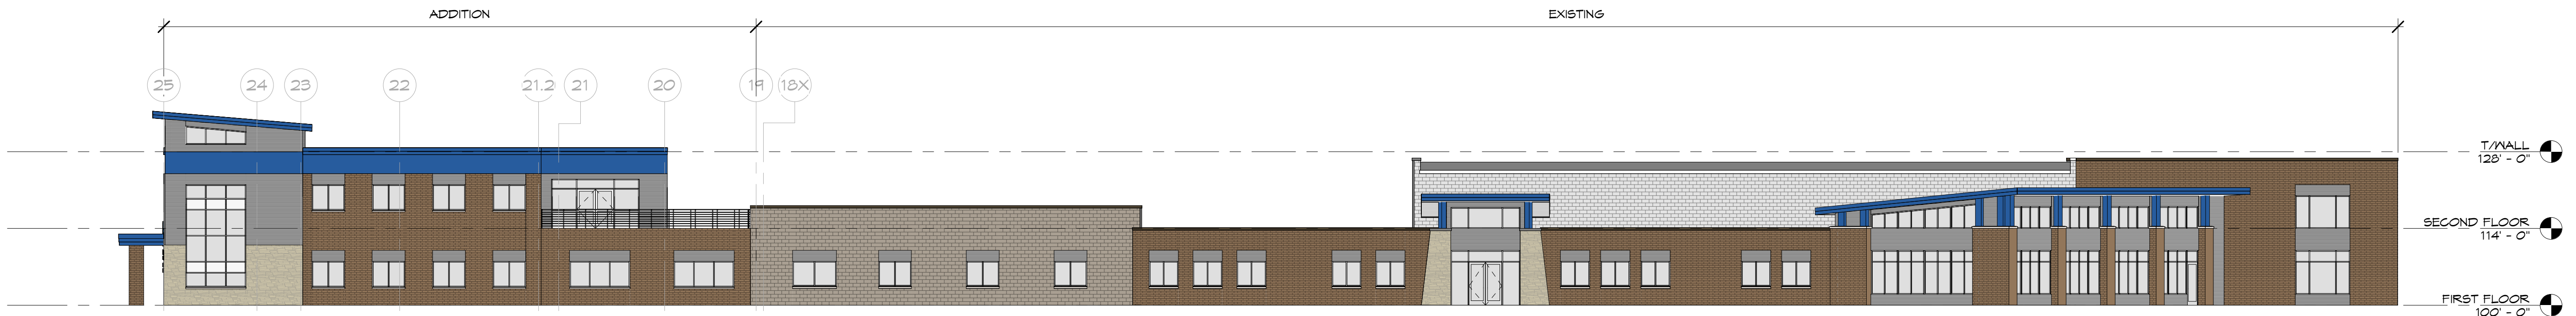 ADDITION
EXISTING
25
24
23
22
21.2
21
20
19
18X
T/WALL
128' - 0"
SECOND FLOOR
114' - 0"
FIRST FLOOR
100' - 0"